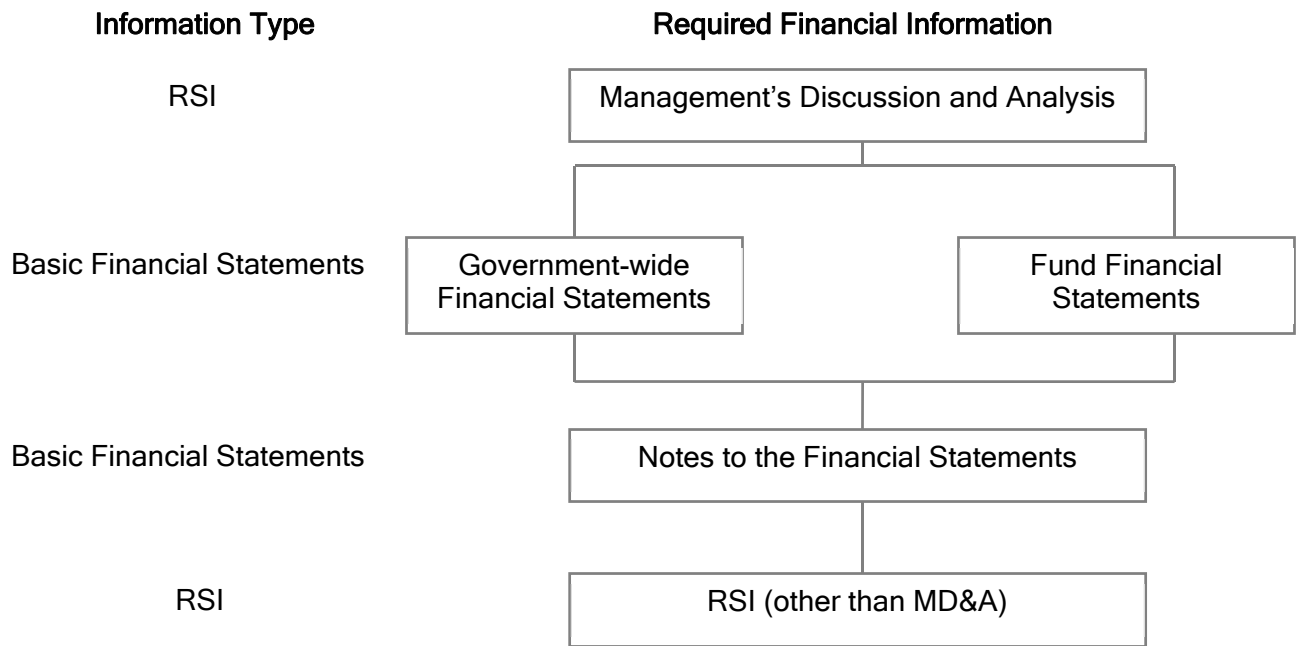 Information Type
Required Financial Information
RSI
Management’s Discussion and Analysis
Basic Financial Statements
Government-wide
Financial Statements
Fund Financial
Statements
Basic Financial Statements
Notes to the Financial Statements
RSI
RSI (other than MD&A)